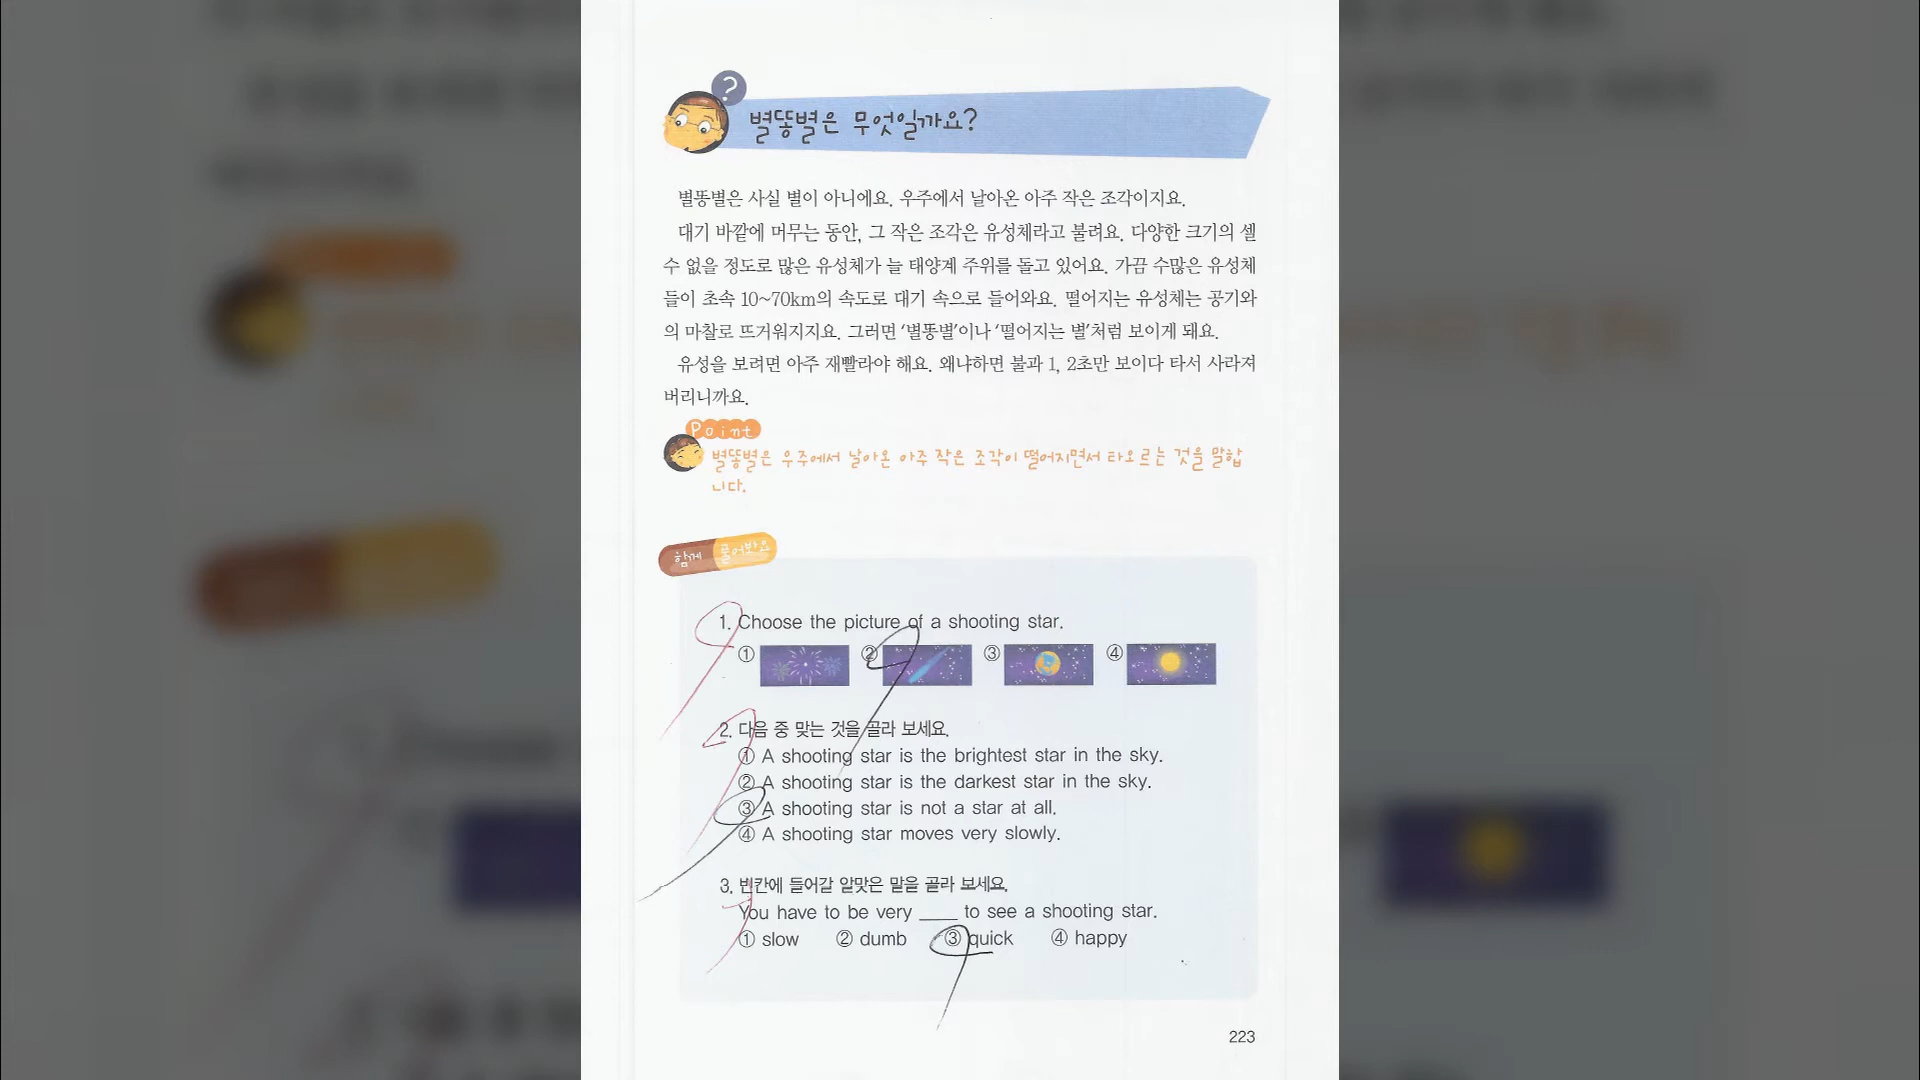 ?
별똥별은 무엇일까요?
별똥별은 사실 별이 아니에요. 우주에서 날아온 아주 작은 조각이지요.
대기 바깥에 머무는 동안, 그 작은 조각은 유성체라고 불려요. 다양한 크기의 셀
수 없을 정도로 많은 유성체가 늘 태양계 주위를 돌고 있어요. 가끔 수많은 유성체
들이 초속 10~70km의 속도로 대기 속으로 들어와요. 떨어지는 유성체는 공기와
의 마찰로 뜨거워지지요. 그러면 ‘별똥별’이나 ‘떨어지는 별’처럼 보이게 돼요.
유성을 보려면 아주 재빨라야 해요. 왜냐하면 불과 1, 2초만 보이다 타서 사라져
버리니까요.
Point
별똥별은 우주에서 날아온 아주 작은 조각이 떨어지면서 타오르는 것을 말합
니다.
함께 풀어봐요
1. Choose the picture of a shooting star.
① ② ③ ④
2. 다음 중 맞는 것을 골라 보세요.
① A shooting star is the brightest star in the sky.
② A shooting star is the darkest star in the sky.
③ A shooting star is not a star at all.
④ A shooting star moves very slowly.
3. 빈칸에 들어갈 알맞은 말을 골라 보세요.
You have to be very ____ to see a shooting star.
① slow ② dumb ③ quick ④ happy
223